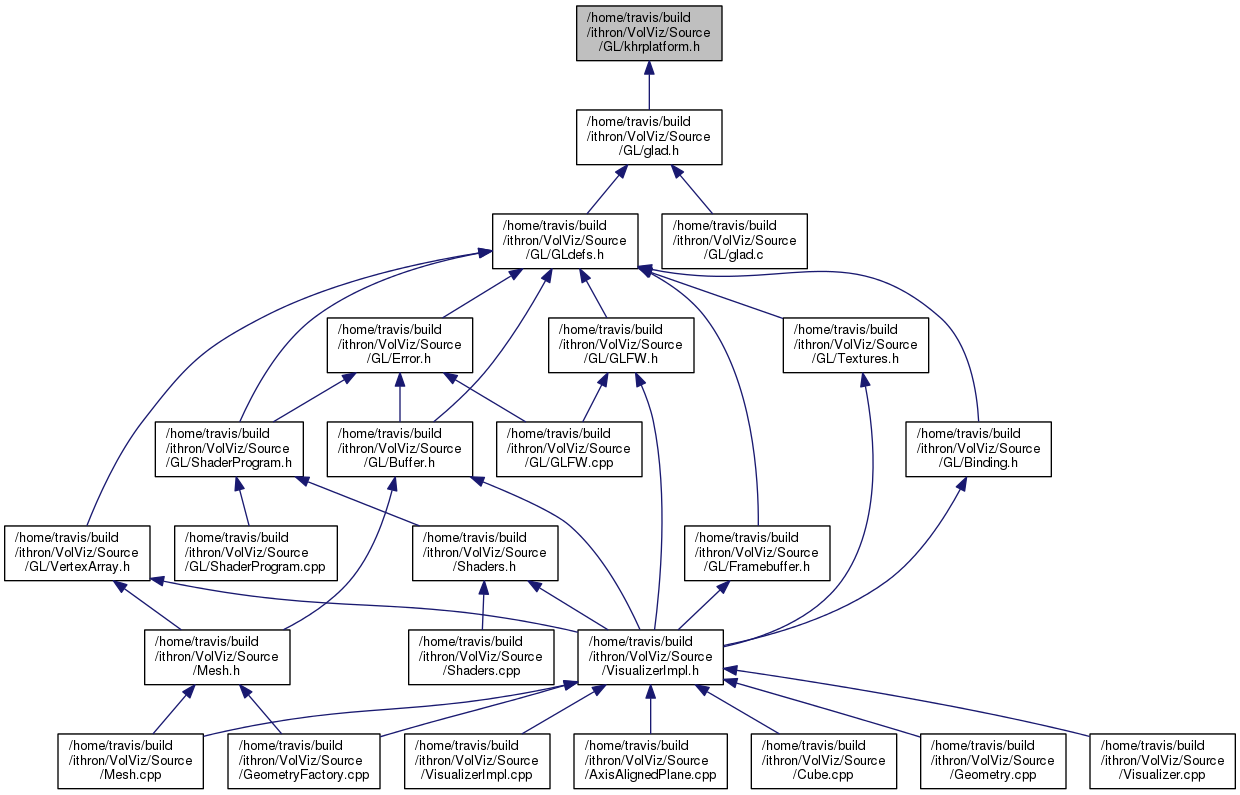 /home/travis/build
/ithron/VolViz/Source
/GL/khrplatform.h
/home/travis/build
/ithron/VolViz/Source
/GL/glad.h
/home/travis/build
/ithron/VolViz/Source
/GL/GLdefs.h
/home/travis/build
/ithron/VolViz/Source
/GL/glad.c
/home/travis/build
/ithron/VolViz/Source
/GL/Error.h
/home/travis/build
/ithron/VolViz/Source
/GL/GLFW.h
/home/travis/build
/ithron/VolViz/Source
/GL/Textures.h
/home/travis/build
/ithron/VolViz/Source
/GL/ShaderProgram.h
/home/travis/build
/ithron/VolViz/Source
/GL/Buffer.h
/home/travis/build
/ithron/VolViz/Source
/GL/GLFW.cpp
/home/travis/build
/ithron/VolViz/Source
/GL/Binding.h
/home/travis/build
/ithron/VolViz/Source
/GL/VertexArray.h
/home/travis/build
/ithron/VolViz/Source
/GL/ShaderProgram.cpp
/home/travis/build
/ithron/VolViz/Source
/Shaders.h
/home/travis/build
/ithron/VolViz/Source
/GL/Framebuffer.h
/home/travis/build
/ithron/VolViz/Source
/Mesh.h
/home/travis/build
/ithron/VolViz/Source
/Shaders.cpp
/home/travis/build
/ithron/VolViz/Source
/VisualizerImpl.h
/home/travis/build
/ithron/VolViz/Source
/Mesh.cpp
/home/travis/build
/ithron/VolViz/Source
/GeometryFactory.cpp
/home/travis/build
/ithron/VolViz/Source
/VisualizerImpl.cpp
/home/travis/build
/ithron/VolViz/Source
/AxisAlignedPlane.cpp
/home/travis/build
/ithron/VolViz/Source
/Cube.cpp
/home/travis/build
/ithron/VolViz/Source
/Geometry.cpp
/home/travis/build
/ithron/VolViz/Source
/Visualizer.cpp